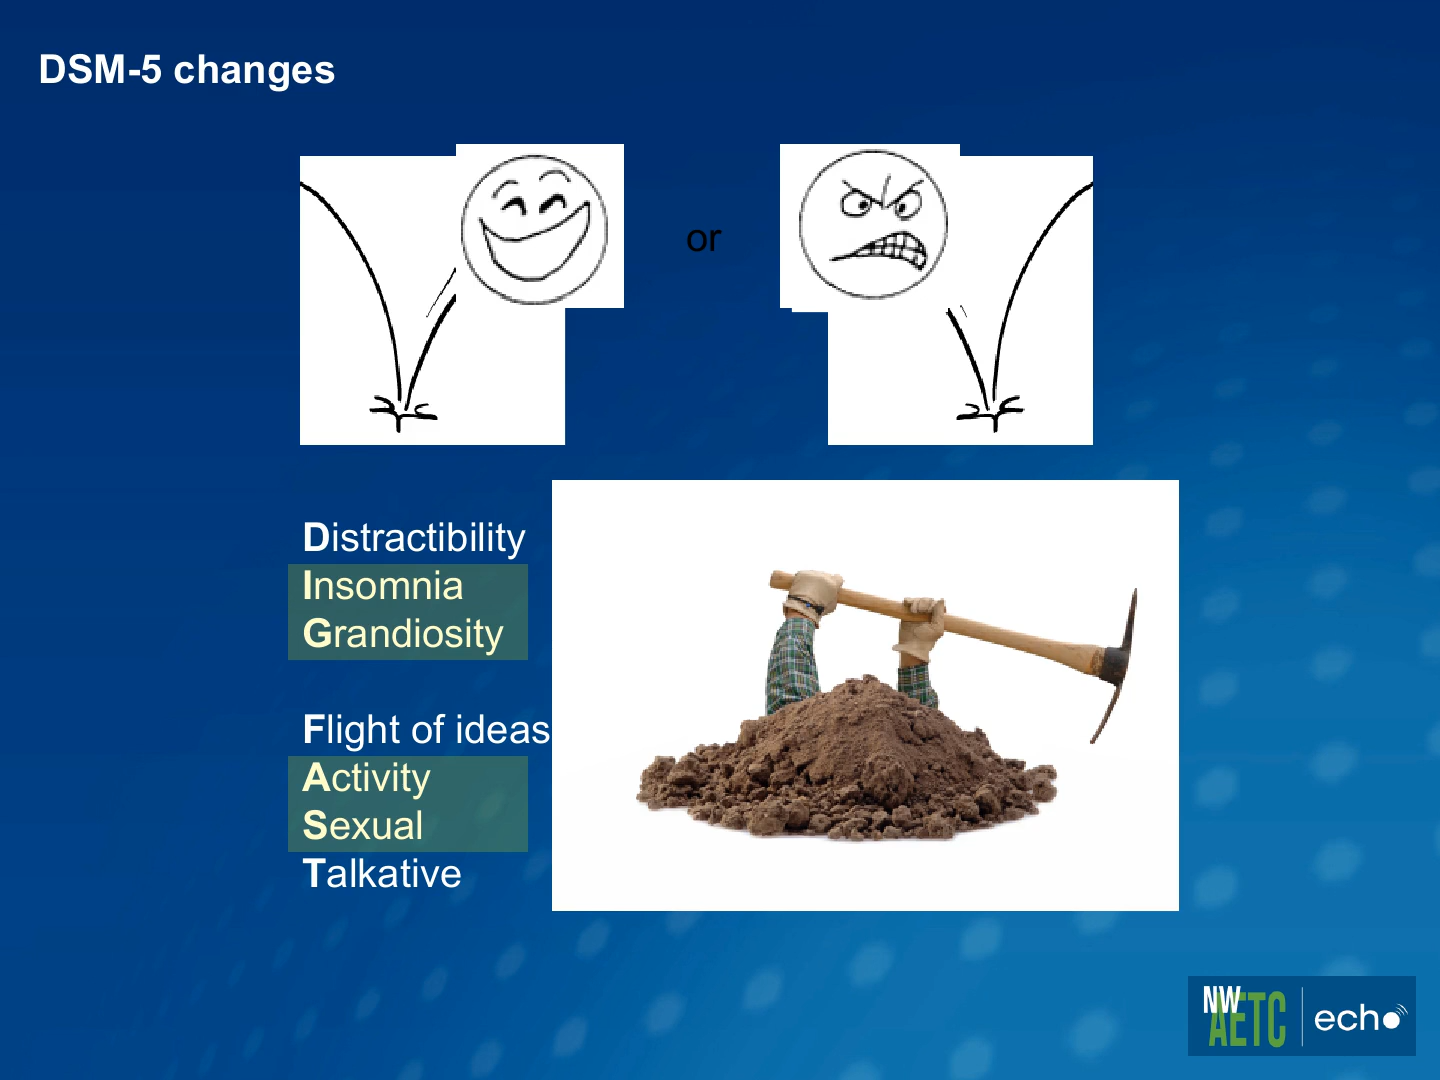 DSM-5 changes
or
Distractibility
Insomnia
Grandiosity
Flight of ideas
Activity
Sexual
Talkative
NW
AETC
echo